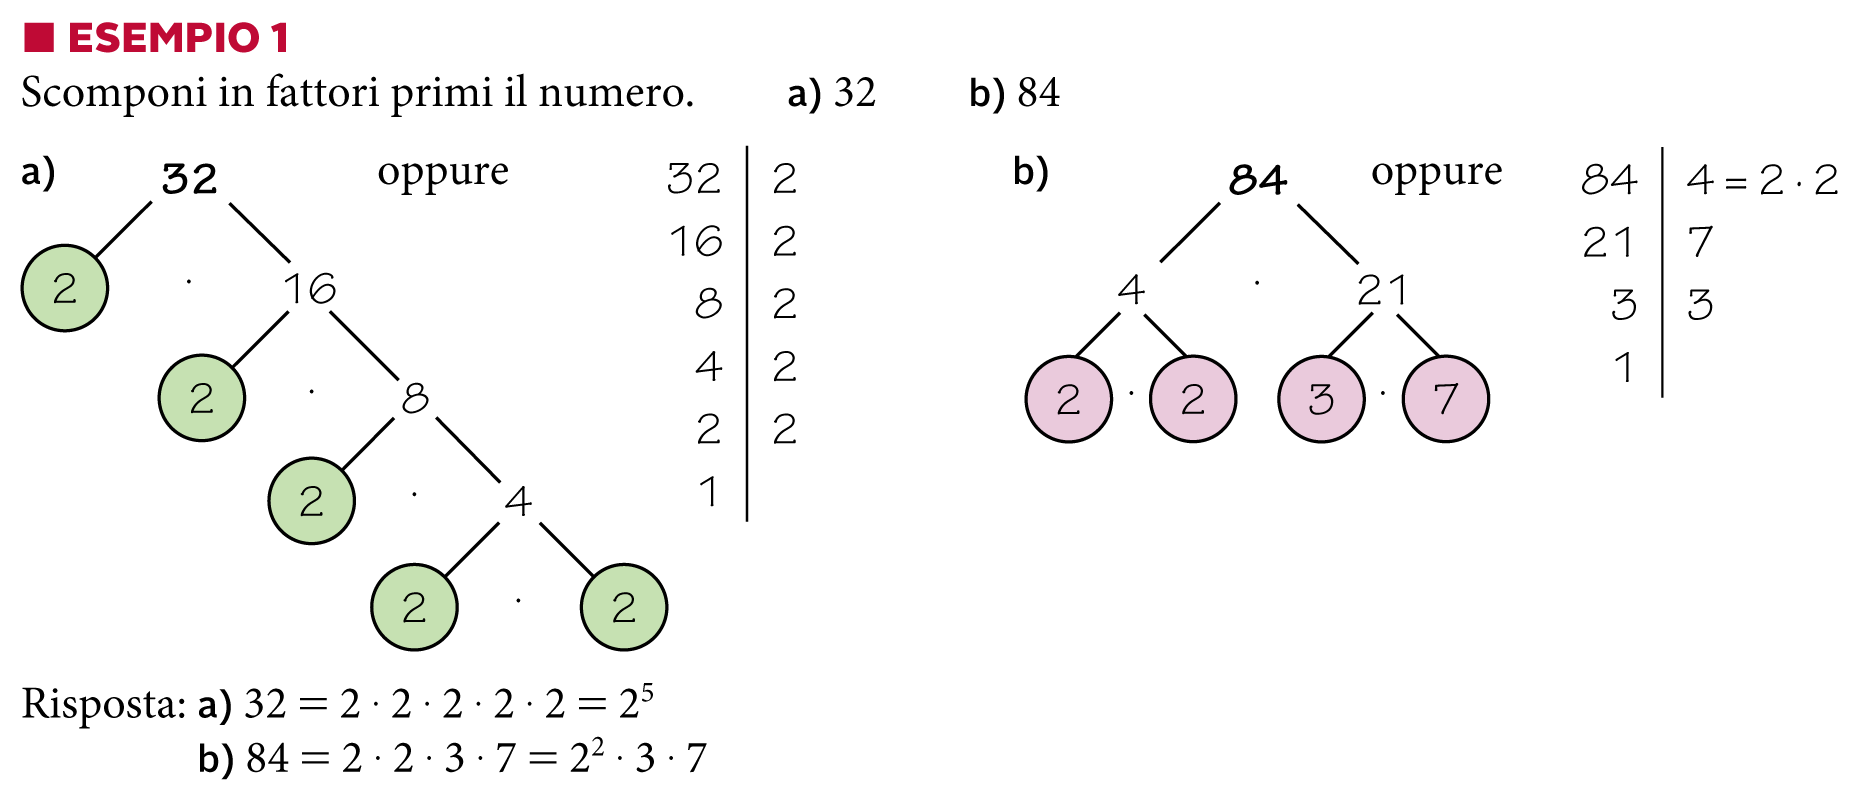 ESEMPIO 1
Scomponi in fattori primi il numero. a) 32 b) 84
a) 32 oppure
2 · 16
2 · 8
2 · 4
2 · 2
32 | 2
16 | 2
8 | 2
4 | 2
2 | 2
1 |
b) 84 oppure
4 · 21
2 · 2 3 · 7
84 | 4 = 2 · 2
21 | 7
3 | 3
1 |
Risposta: a) 32 = 2 · 2 · 2 · 2 · 2 = 2⁵
b) 84 = 2 · 2 · 3 · 7 = 2² · 3 · 7